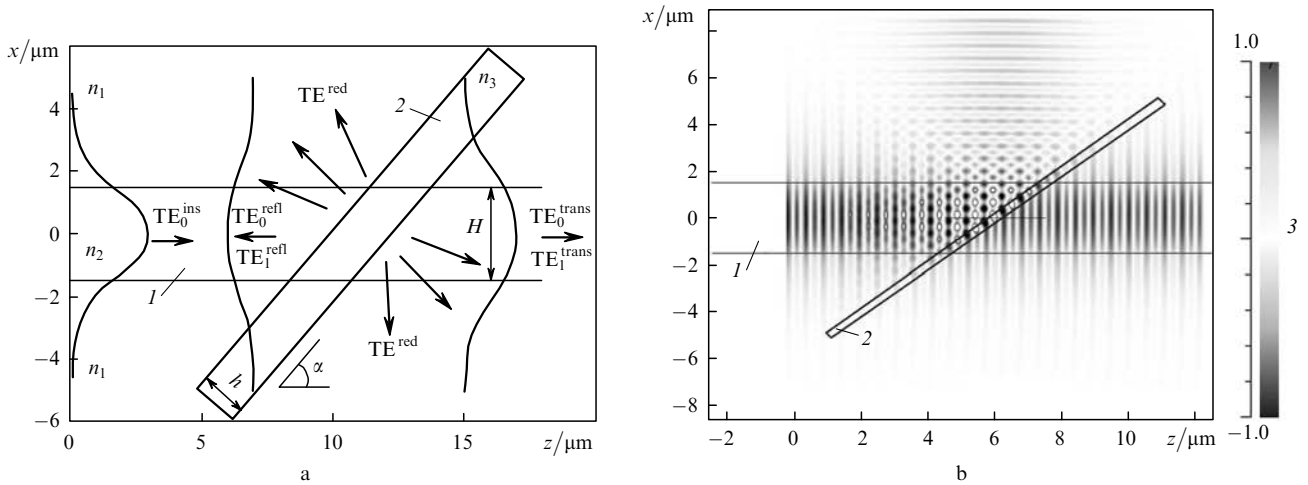 x/μm
4
2
0
−2
−4
−6
0
5
10
15
z/μm
n₁
n₂
n₁
n₃
TE₀^ins
TE₀^refl
TE₁^refl
TE^red
2
H
TE₀^trans
TE₁^trans
1
TE^red
h
α
a
x/μm
6
4
2
0
−2
−4
−6
−8
−2
0
2
4
6
8
10
z/μm
1
2
1.0
3
−1.0
b